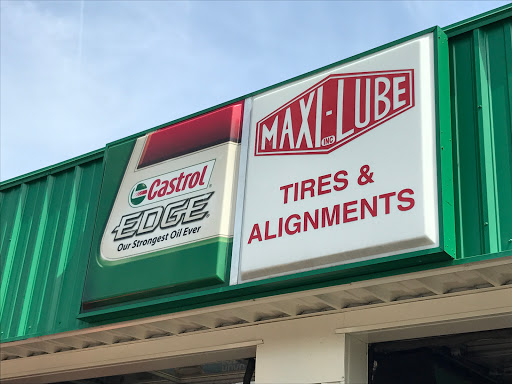 Castrol
EDGE
Our Strongest Oil Ever
MAXI-LUBE
INC
TIRES &
ALIGNMENTS